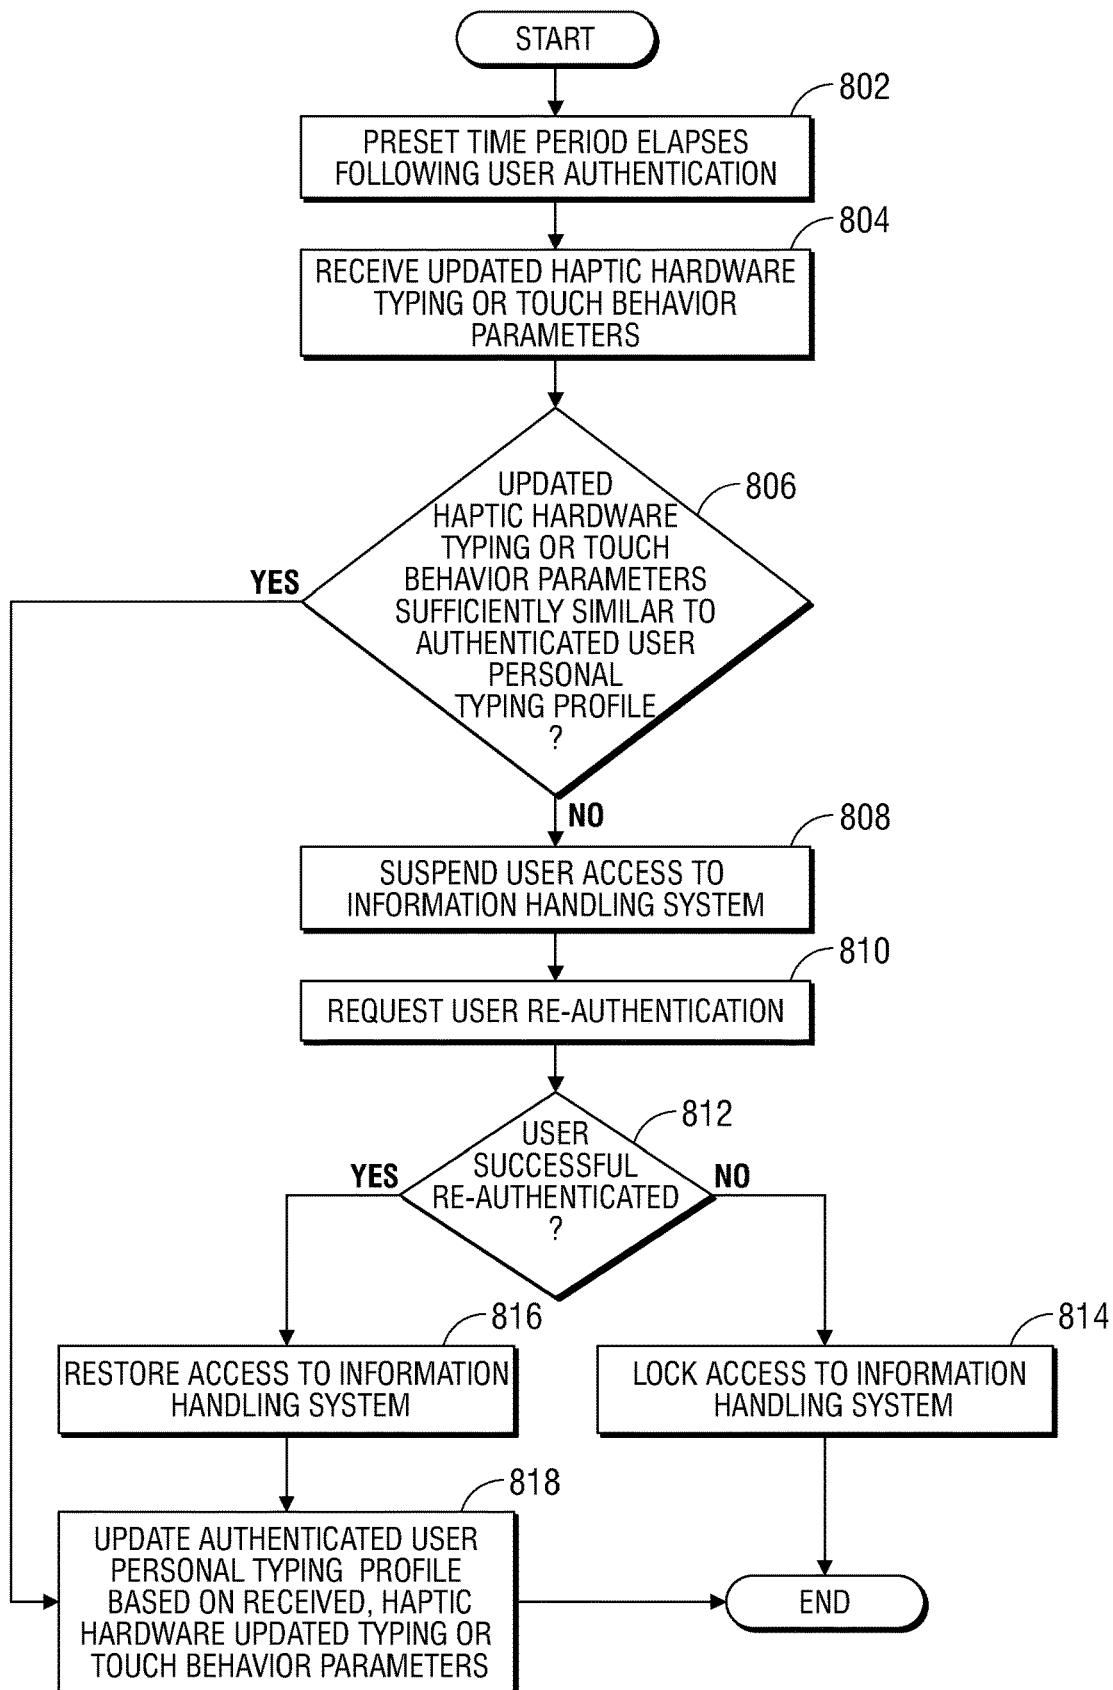 START
802
PRESET TIME PERIOD ELAPSES
FOLLOWING USER AUTHENTICATION
804
RECEIVE UPDATED HAPTIC HARDWARE
TYPING OR TOUCH BEHAVIOR
PARAMETERS
806
UPDATED
HAPTIC HARDWARE
TYPING OR TOUCH
BEHAVIOR PARAMETERS
SUFFICIENTLY SIMILAR TO
AUTHENTICATED USER
PERSONAL
TYPING PROFILE
?
YES
NO
808
SUSPEND USER ACCESS TO
INFORMATION HANDLING SYSTEM
810
REQUEST USER RE-AUTHENTICATION
812
USER
SUCCESSFUL
RE-AUTHENTICATED
?
YES
NO
816
RESTORE ACCESS TO INFORMATION
HANDLING SYSTEM
814
LOCK ACCESS TO INFORMATION
HANDLING SYSTEM
818
UPDATE AUTHENTICATED USER
PERSONAL TYPING PROFILE
BASED ON RECEIVED, HAPTIC
HARDWARE UPDATED TYPING OR
TOUCH BEHAVIOR PARAMETERS
END